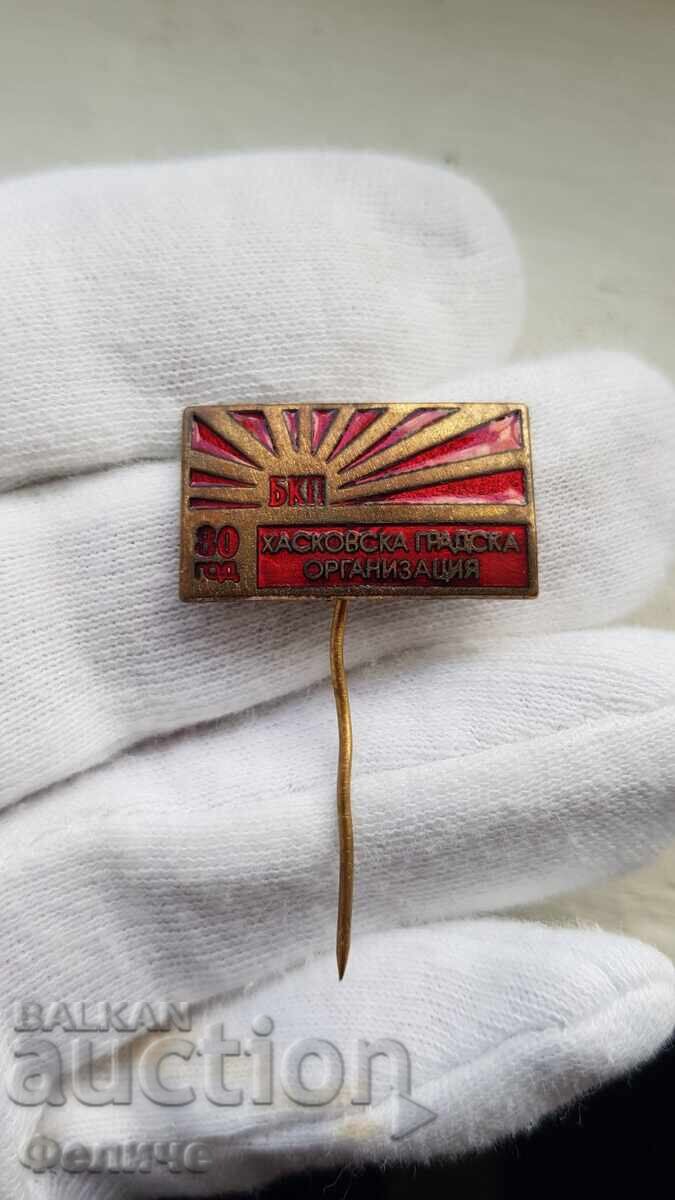 БКП
80 ГОД
ХАСКОВСКА ГРАДСКА
ОРГАНИЗАЦИЯ
BALKAN
auction
Феличе